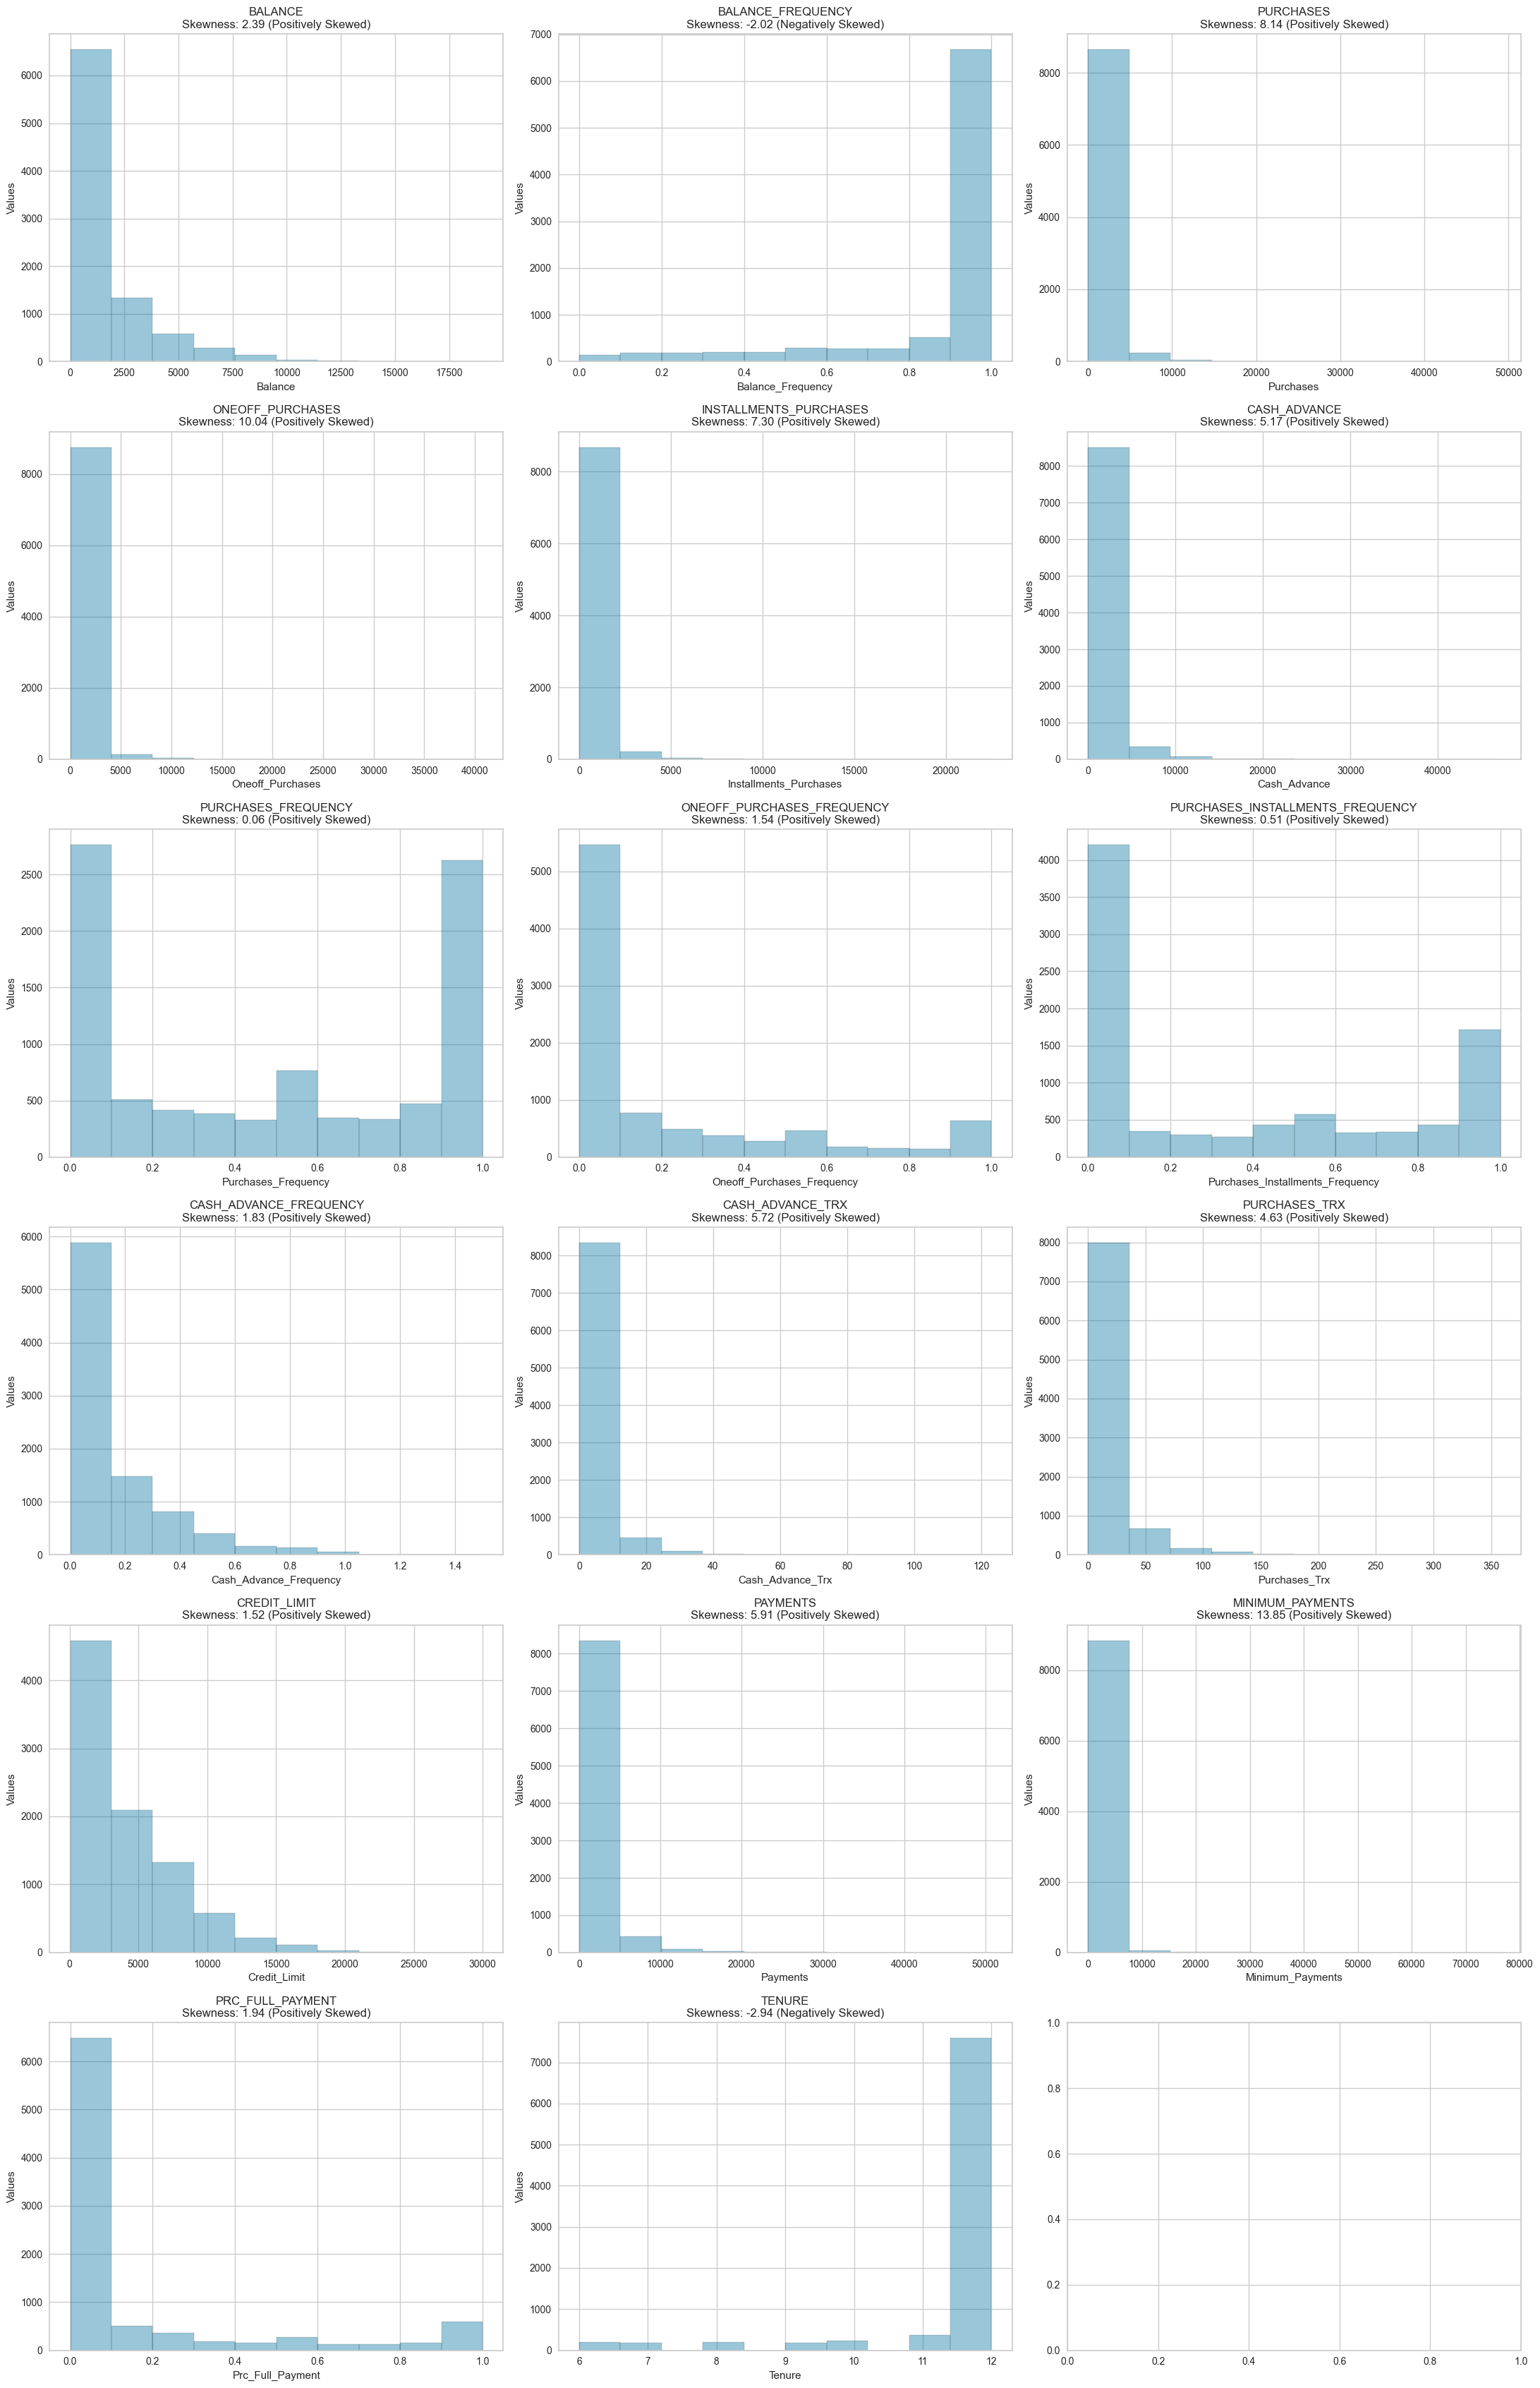 BALANCE
Skewness: 2.39 (Positively Skewed)
6000
5000
4000
3000
2000
1000
0
Values
0 2500 5000 7500 10000 12500 15000 17500
Balance
BALANCE_FREQUENCY
Skewness: -2.02 (Negatively Skewed)
7000
6000
5000
4000
3000
2000
1000
0
Values
0.0 0.2 0.4 0.6 0.8 1.0
Balance_Frequency
PURCHASES
Skewness: 8.14 (Positively Skewed)
8000
6000
4000
2000
0
Values
0 10000 20000 30000 40000 50000
Purchases
ONEOFF_PURCHASES
Skewness: 10.04 (Positively Skewed)
8000
6000
4000
2000
0
Values
0 5000 10000 15000 20000 25000 30000 35000 40000
Oneoff_Purchases
INSTALLMENTS_PURCHASES
Skewness: 7.30 (Positively Skewed)
8000
6000
4000
2000
0
Values
0 5000 10000 15000 20000
Installments_Purchases
CASH_ADVANCE
Skewness: 5.17 (Positively Skewed)
8000
7000
6000
5000
4000
3000
2000
1000
0
Values
0 10000 20000 30000 40000
Cash_Advance
PURCHASES_FREQUENCY
Skewness: 0.06 (Positively Skewed)
2500
2000
1500
1000
500
0
Values
0.0 0.2 0.4 0.6 0.8 1.0
Purchases_Frequency
ONEOFF_PURCHASES_FREQUENCY
Skewness: 1.54 (Positively Skewed)
5000
4000
3000
2000
1000
0
Values
0.0 0.2 0.4 0.6 0.8 1.0
Oneoff_Purchases_Frequency
PURCHASES_INSTALLMENTS_FREQUENCY
Skewness: 0.51 (Positively Skewed)
4000
3500
3000
2500
2000
1500
1000
500
0
Values
0.0 0.2 0.4 0.6 0.8 1.0
Purchases_Installments_Frequency
CASH_ADVANCE_FREQUENCY
Skewness: 1.83 (Positively Skewed)
6000
5000
4000
3000
2000
1000
0
Values
0.0 0.2 0.4 0.6 0.8 1.0 1.2 1.4
Cash_Advance_Frequency
CASH_ADVANCE_TRX
Skewness: 5.72 (Positively Skewed)
8000
7000
6000
5000
4000
3000
2000
1000
0
Values
0 20 40 60 80 100 120
Cash_Advance_Trx
PURCHASES_TRX
Skewness: 4.63 (Positively Skewed)
8000
7000
6000
5000
4000
3000
2000
1000
0
Values
0 50 100 150 200 250 300 350
Purchases_Trx
CREDIT_LIMIT
Skewness: 1.52 (Positively Skewed)
4000
3000
2000
1000
0
Values
0 5000 10000 15000 20000 25000 30000
Credit_Limit
PAYMENTS
Skewness: 5.91 (Positively Skewed)
8000
7000
6000
5000
4000
3000
2000
1000
0
Values
0 10000 20000 30000 40000 50000
Payments
MINIMUM_PAYMENTS
Skewness: 13.85 (Positively Skewed)
8000
6000
4000
2000
0
Values
0 10000 20000 30000 40000 50000 60000 70000 80000
Minimum_Payments
PRC_FULL_PAYMENT
Skewness: 1.94 (Positively Skewed)
6000
5000
4000
3000
2000
1000
0
Values
0.0 0.2 0.4 0.6 0.8 1.0
Prc_Full_Payment
TENURE
Skewness: -2.94 (Negatively Skewed)
7000
6000
5000
4000
3000
2000
1000
0
Values
6 7 8 9 10 11 12
Tenure
1.0
0.8
0.6
0.4
0.2
0.0
0.0 0.2 0.4 0.6 0.8 1.0